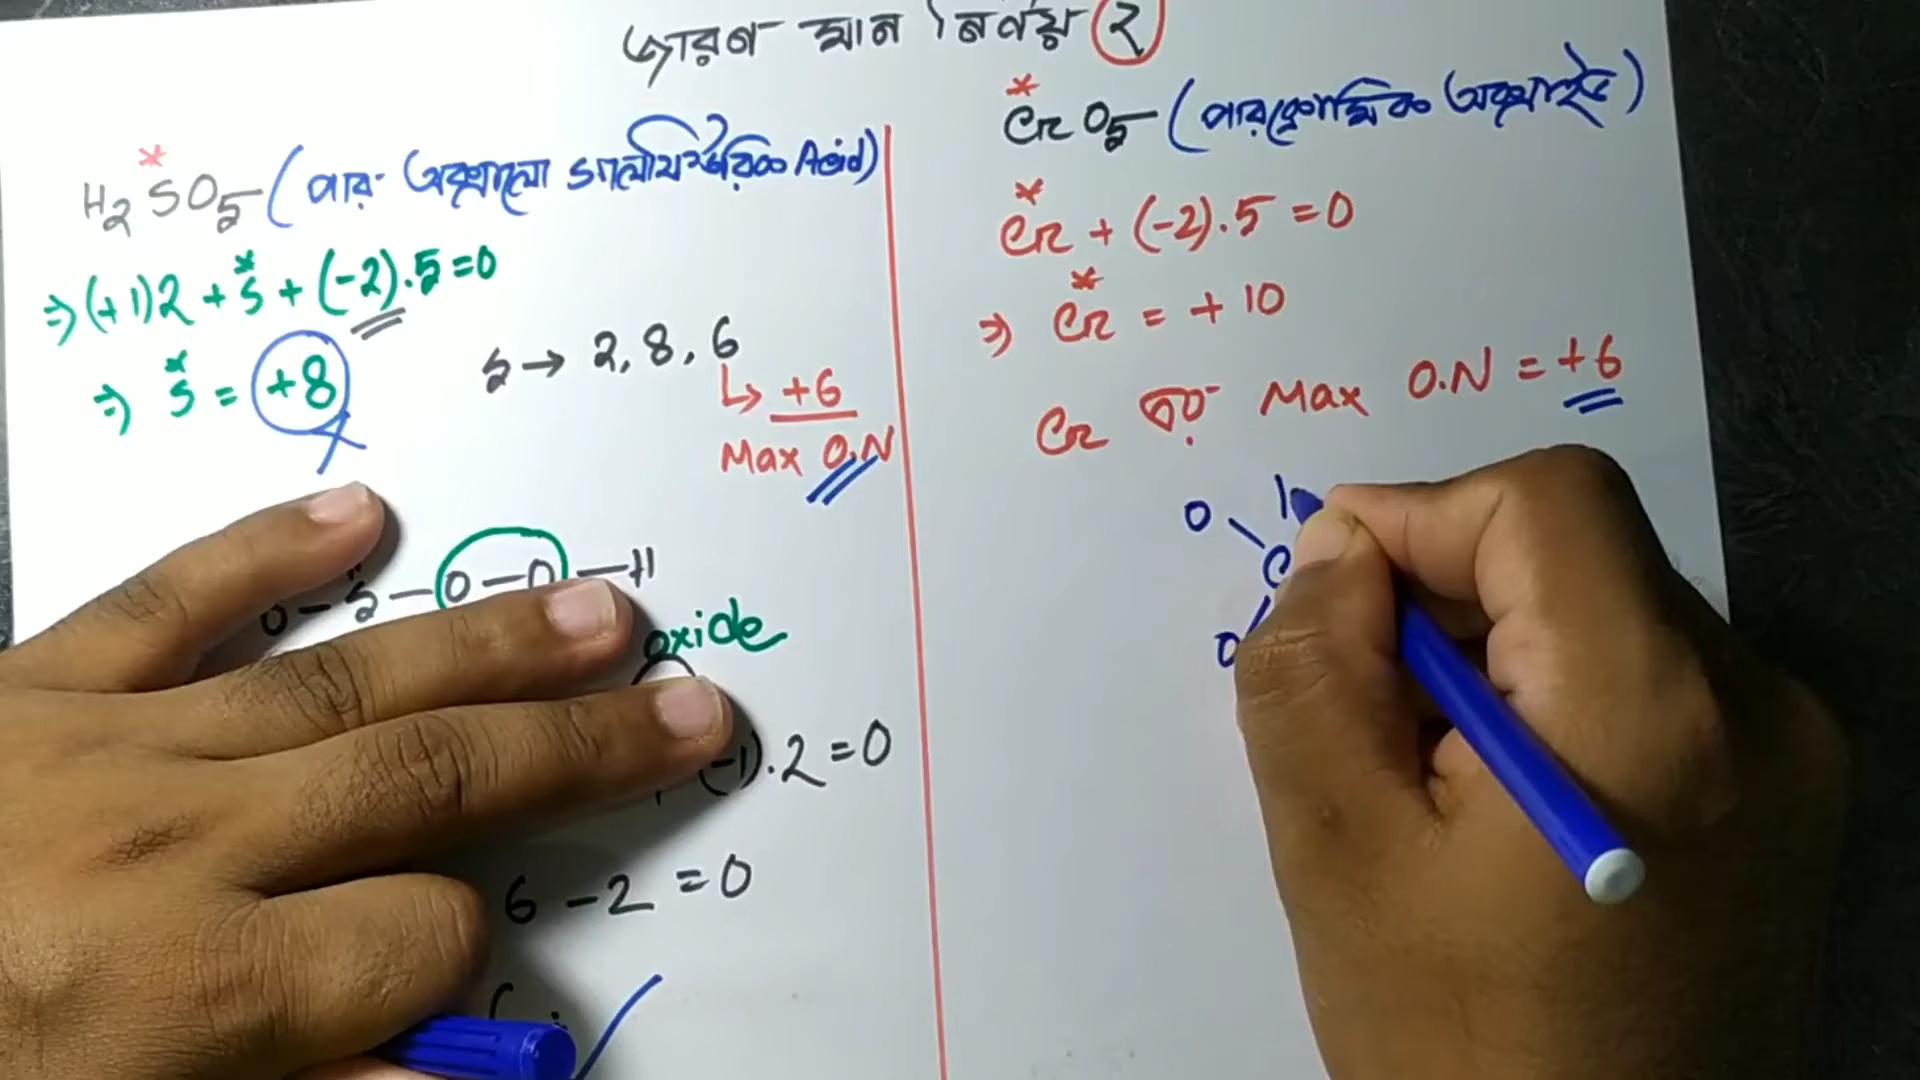 জারণ মান নির্ণয় ২
H2SO5 (পার অক্সোলো সালফিউরিক Acid)
⇒ (+1)2 + S* + (-2).5 = 0
⇒ S* = +8
S → 2, 8, 6
↳ +6
Max O.N
O – S – O – O – H
oxide
(-1).2 = 0
6 – 2 = 0
*
CrO5 (পারক্রোমিক অক্সাইড)
Cr* + (-2).5 = 0
⇒ Cr* = + 10
Cr এর Max O.N = +6
O
C
O